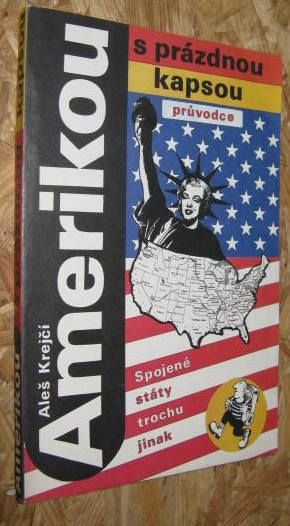 Aleš Krejčí
Amerikou
s prázdnou
kapsou
průvodce
Spojené
státy
trochu
jinak